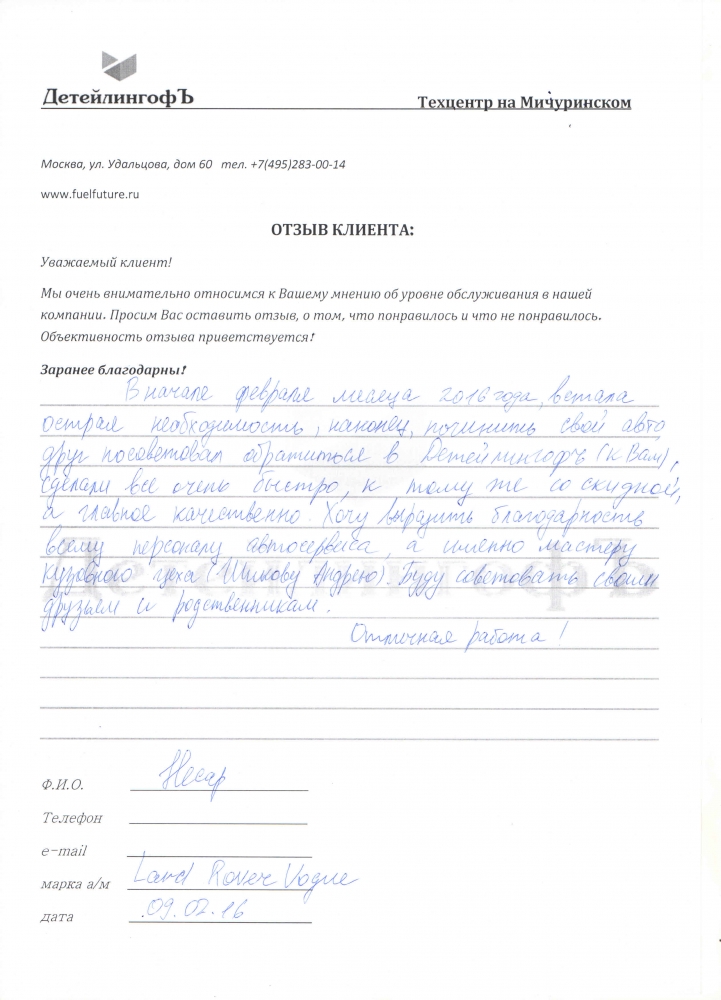 ДетейлингофЪ
Техцентр на Мичуринском
Москва, ул. Удальцова, дом 60 тел. +7(495)283-00-14
www.fuelfuture.ru
ОТЗЫВ КЛИЕНТА:
Уважаемый клиент!
Мы очень внимательно относимся к Вашему мнению об уровне обслуживания в нашей
компании. Просим Вас оставить отзыв, о том, что понравилось и что не понравилось.
Объективность отзыва приветствуется!
Заранее благодарны!
В начале февраля месяца 2016 года, встала
острая необходимость, наконец, починить свой авто
друг посоветовал обратиться в ДетейлингофЪ (к Вам),
сделали все очень быстро, к тому же со скидкой,
а главное качественно. Хочу выразить благодарность
всему персоналу автосервиса, а именно мастеру
кузовного цеха (Шилову Андрею). Буду советовать своим
друзьям и родственникам.
Отличная работа!
ДетейлингофЪ
Ф.И.О. Несар
Телефон
e-mail
марка а/м Land Rover Vogue
дата 09.02.16